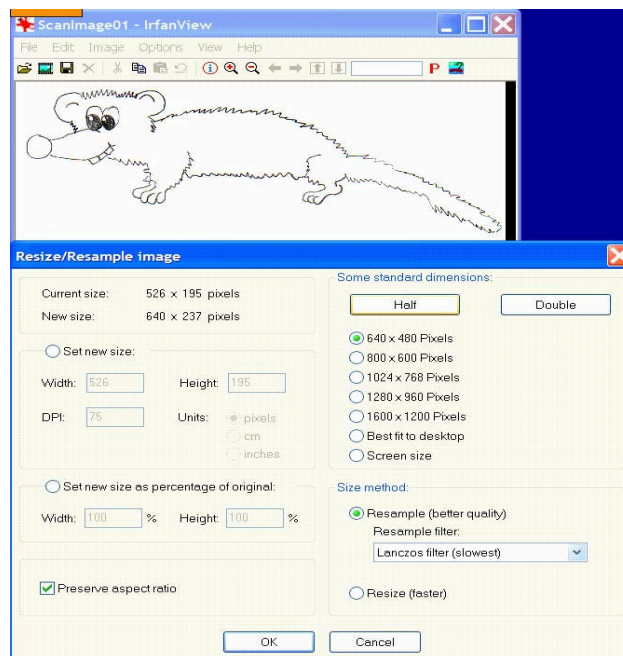 ScanImage01 - IrfanView
File Edit Image Options View Help
P
Resize/Resample image
Current size: 526 x 195 pixels
New size: 640 x 237 pixels
Set new size:
Width: 526 Height: 195
DPI: 75 Units: pixels
cm
inches
Set new size as percentage of original:
Width: 100 % Height: 100 %
Preserve aspect ratio
Some standard dimensions:
Half Double
640 x 480 Pixels
800 x 600 Pixels
1024 x 768 Pixels
1280 x 960 Pixels
1600 x 1200 Pixels
Best fit to desktop
Screen size
Size method:
Resample (better quality)
Resample filter:
Lanczos filter (slowest)
Resize (faster)
OK Cancel